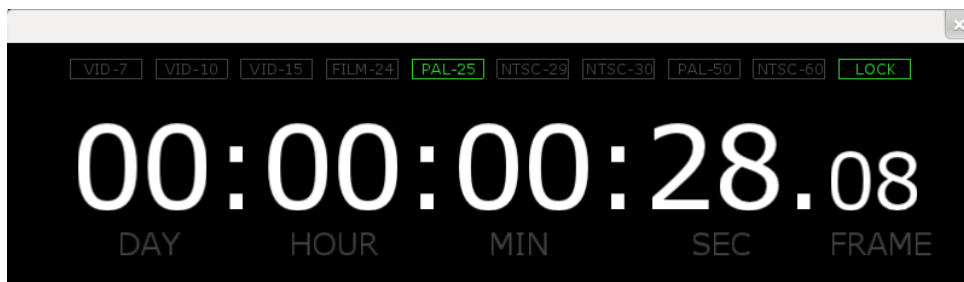 VID-7 VID-10 VID-15 FILM-24 PAL-25 NTSC-29 NTSC-30 PAL-50 NTSC-60 LOCK
00:00:00:28.08
DAY HOUR MIN SEC FRAME